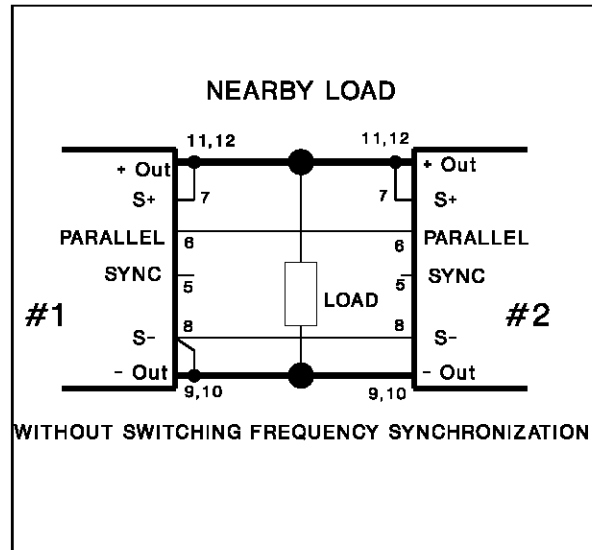 NEARBY LOAD
11,12 11,12
+ Out + Out
S+ 7 7 S+
PARALLEL 6 6 PARALLEL
SYNC 5 5 SYNC
LOAD
#1 #2
S- 8 8 S-
- Out - Out
9,10 9,10
WITHOUT SWITCHING FREQUENCY SYNCHRONIZATION